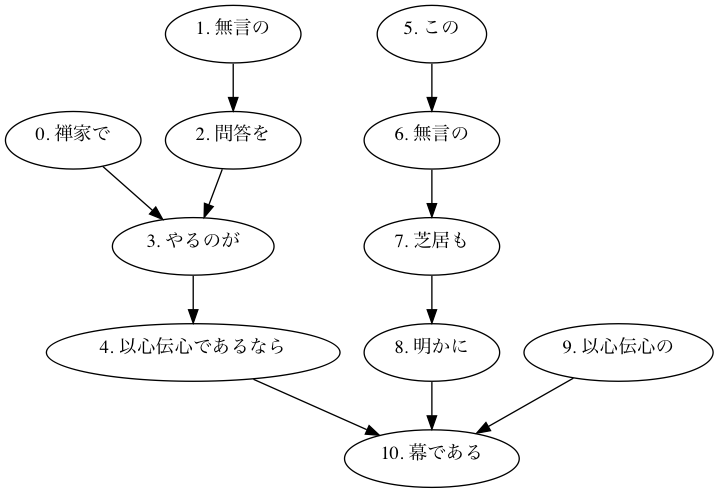 1. 無言の
5. この
0. 禅家で
2. 問答を
6. 無言の
3. やるのが
7. 芝居も
4. 以心伝心であるなら
8. 明かに
9. 以心伝心の
10. 幕である